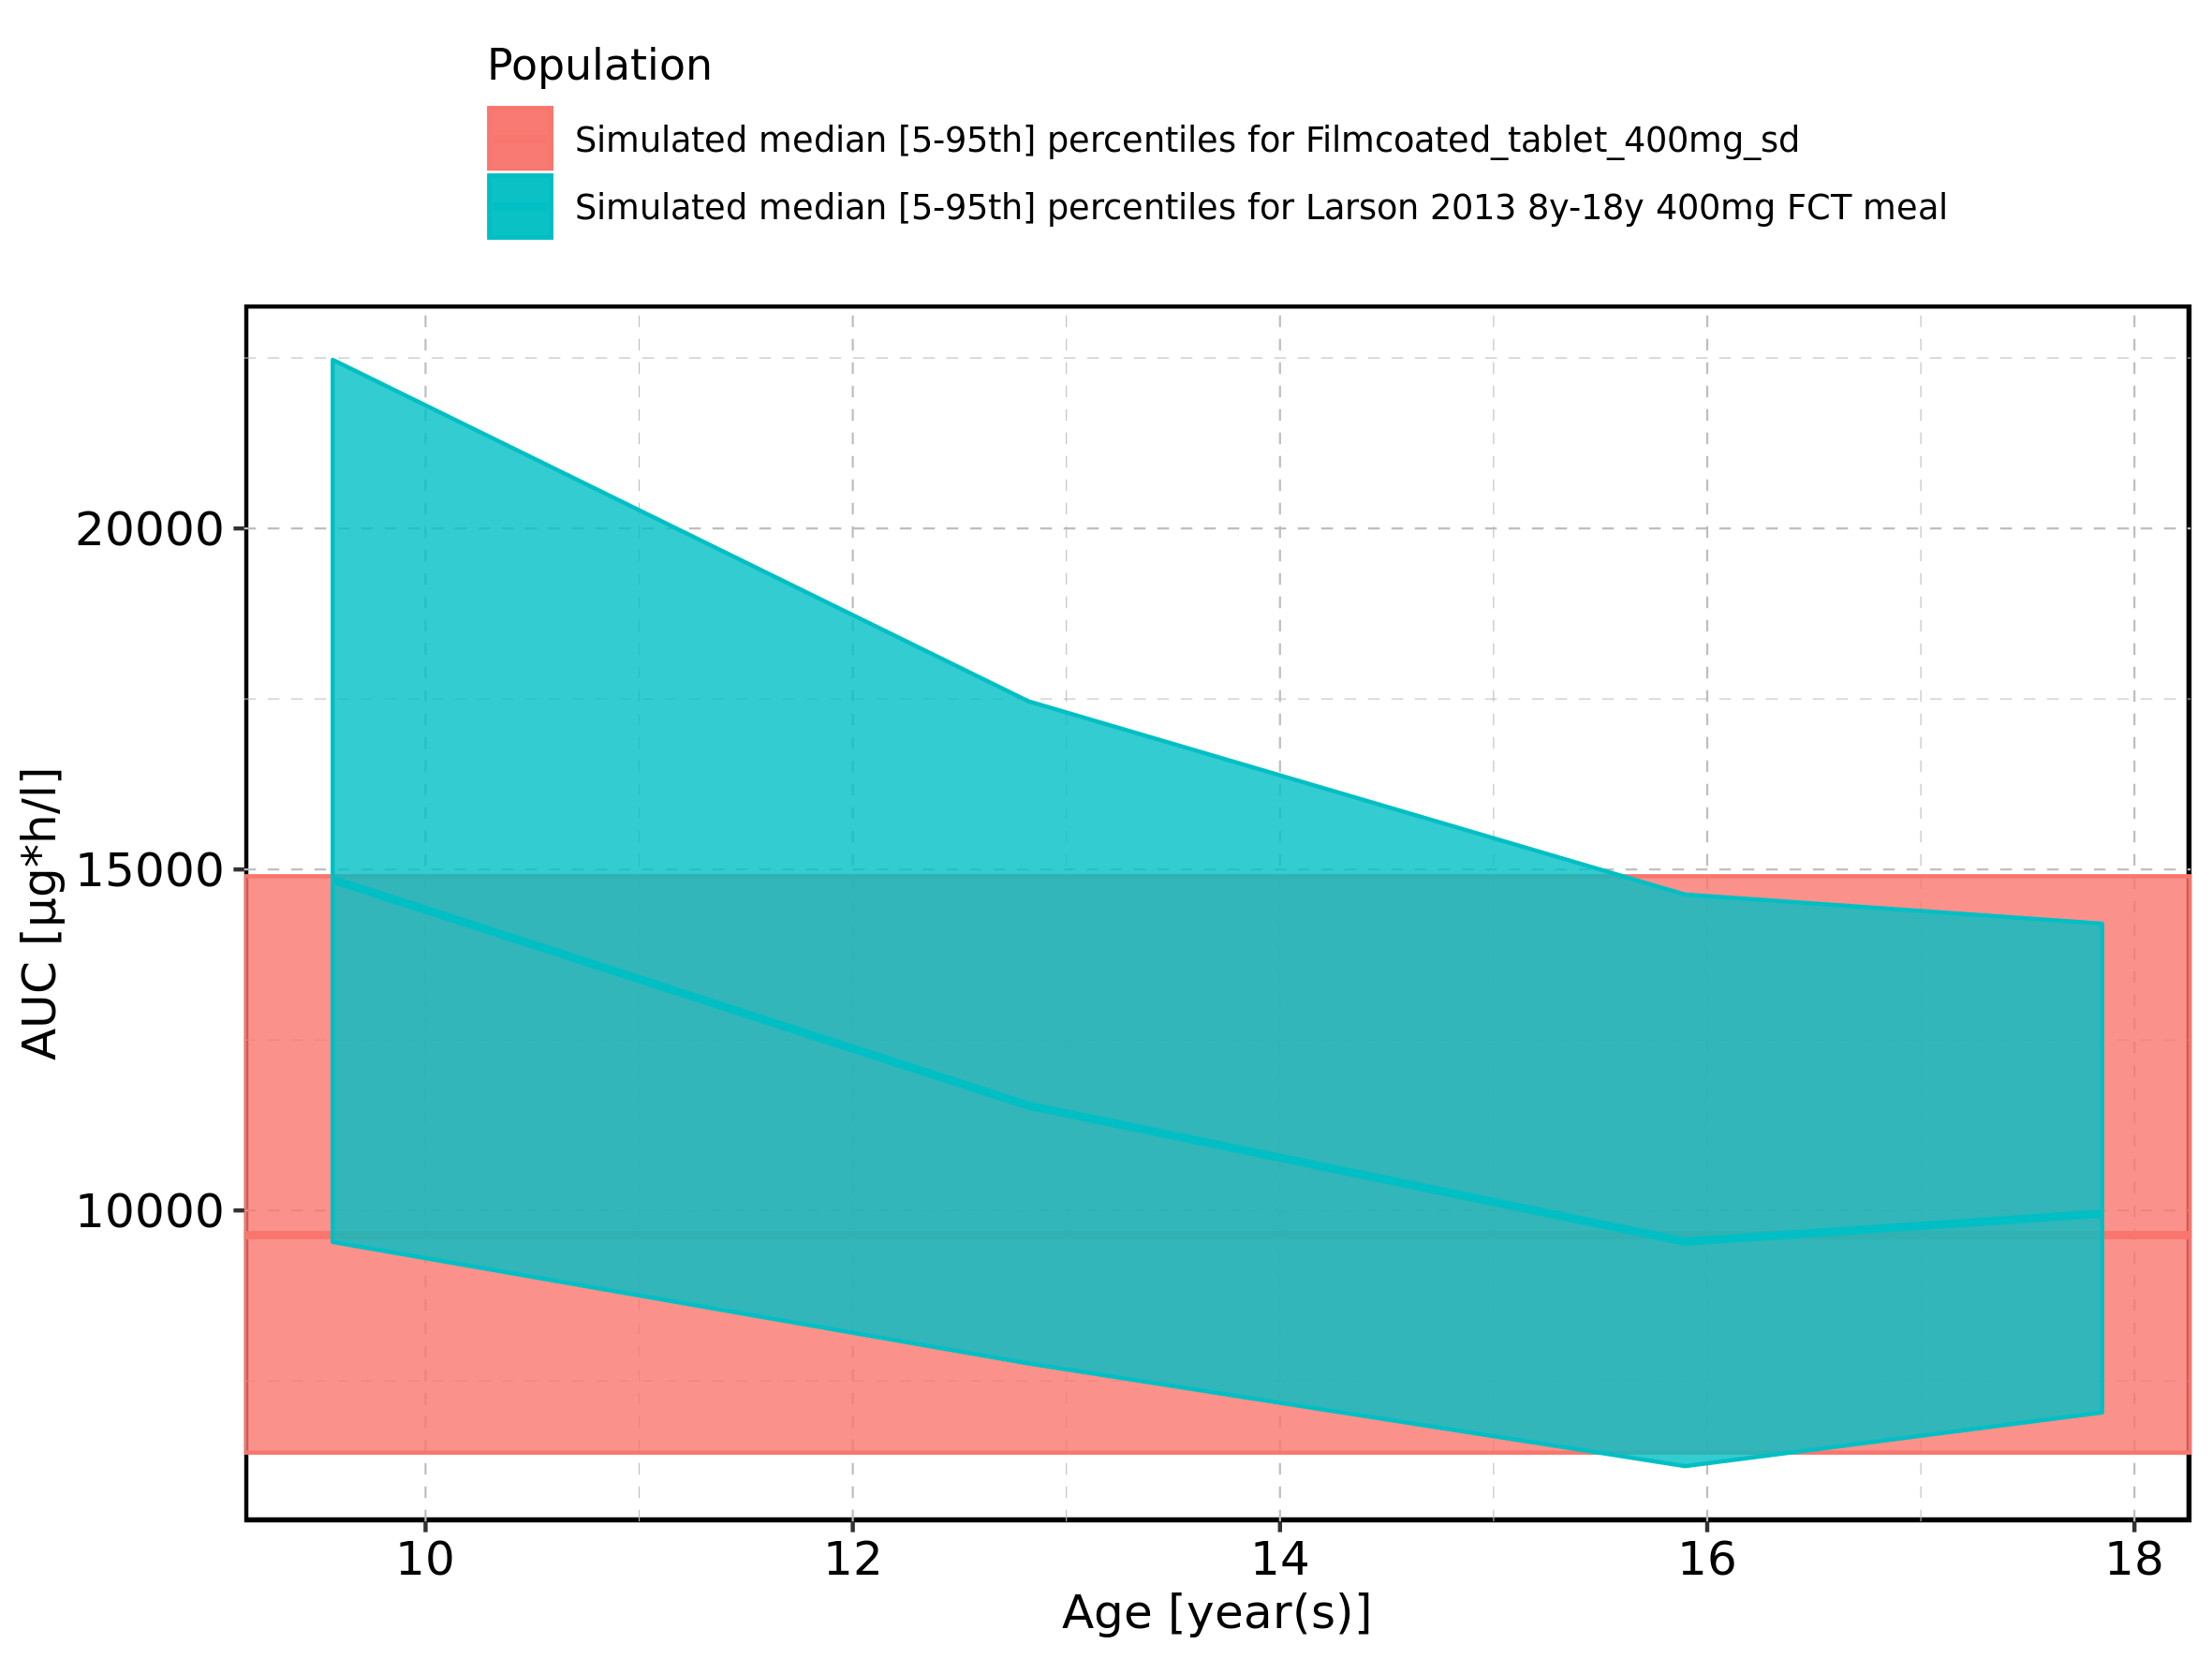 Population
Simulated median [5-95th] percentiles for Filmcoated_tablet_400mg_sd
Simulated median [5-95th] percentiles for Larson 2013 8y-18y 400mg FCT meal
AUC [µg*h/l]
20000
15000
10000
10 12 14 16 18
Age [year(s)]